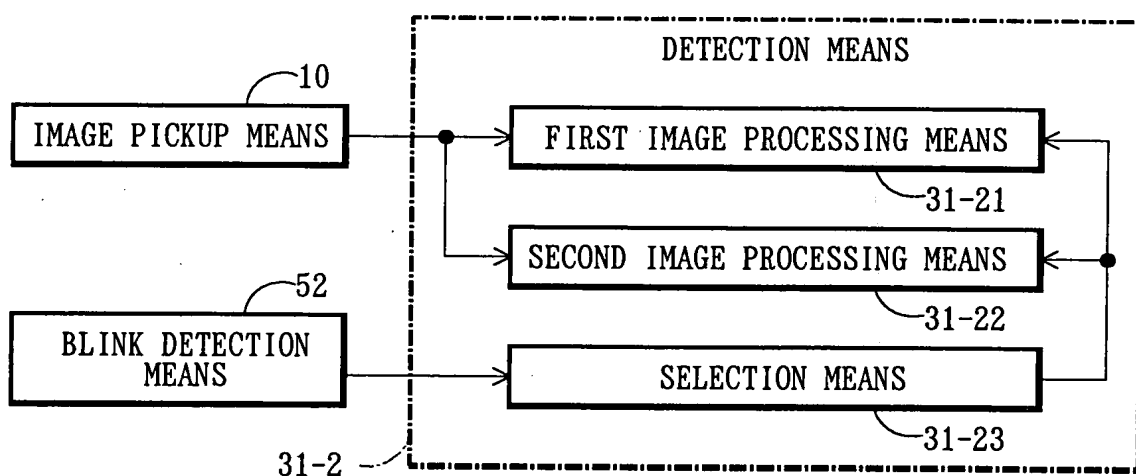 DETECTION MEANS
10
IMAGE PICKUP MEANS
FIRST IMAGE PROCESSING MEANS
31-21
SECOND IMAGE PROCESSING MEANS
31-22
52
BLINK DETECTION
MEANS
SELECTION MEANS
31-23
31-2